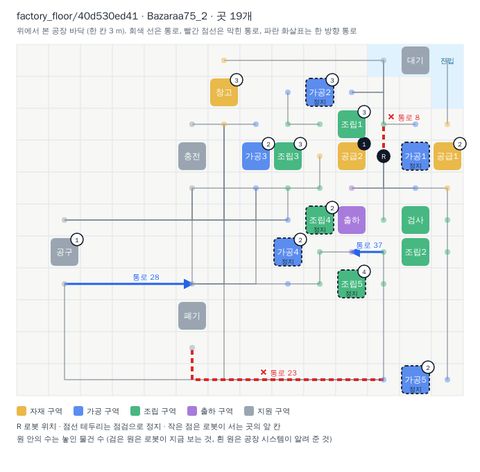 factory_floor/40d530ed41 · Bazaraa75_2 · 곳 19개
위에서 본 공장 바닥 (한 칸 3 m). 회색 선은 통로, 빨간 점선은 막힌 통로, 파란 화살표는 한 방향 통로
대기
진입
3
창고
3
가공2
정지
3
조립1
✕ 통로 8
충전
2
가공3
3
조립3
1
공급2
R
가공1
정지
2
공급1
2
조립4
정지
출하
검사
1
공구
2
가공4
정지
통로 37
조립2
통로 28
4
조립5
정지
폐기
✕ 통로 23
2
가공5
정지
자재 구역
가공 구역
조립 구역
출하 구역
지원 구역
R 로봇 위치 · 점선 테두리는 점검으로 정지 · 작은 점은 로봇이 서는 곳의 앞 칸
원 안의 수는 놓인 물건 수 (검은 원은 로봇이 지금 보는 것, 흰 원은 공장 시스템이 알려 준 것)